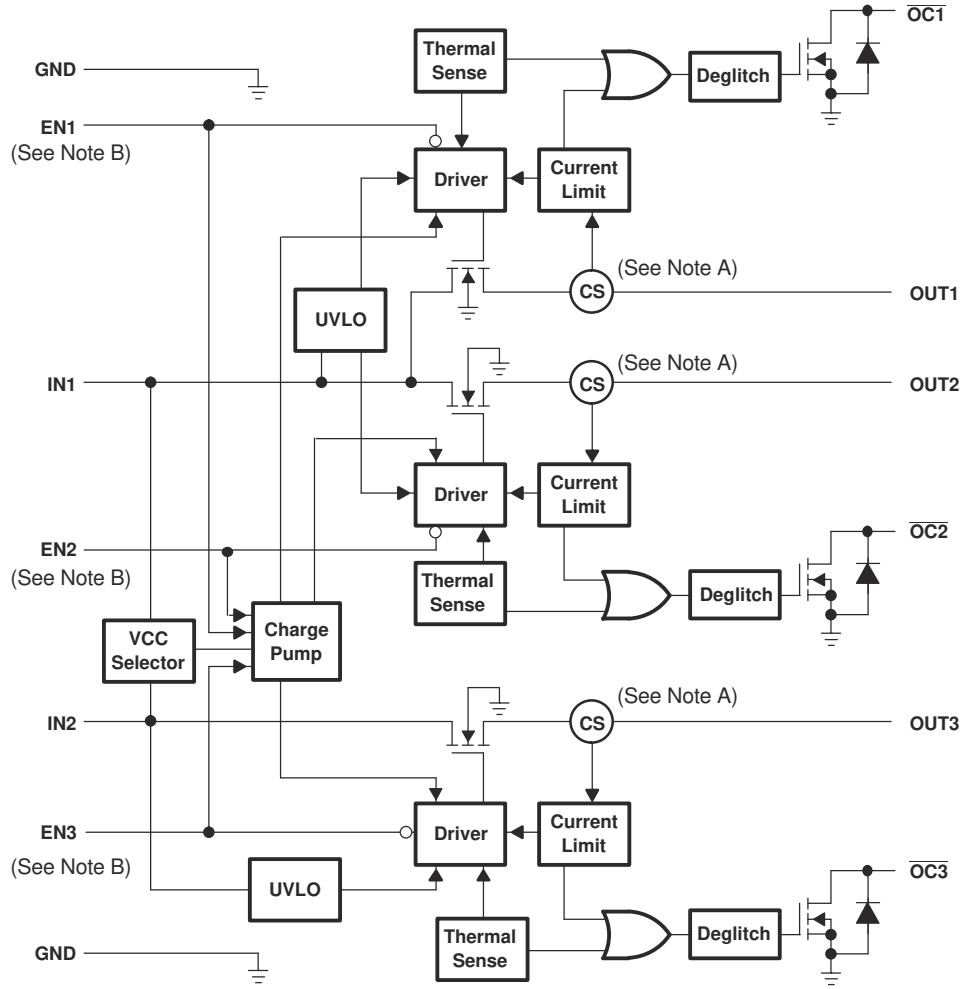 OC1
Thermal
Sense
Deglitch
GND
EN1
(See Note B)
Driver
Current
Limit
(See Note A)
CS
OUT1
UVLO
(See Note A)
IN1
CS
OUT2
Driver
Current
Limit
OC2
EN2
(See Note B)
Thermal
Sense
Deglitch
VCC
Selector
Charge
Pump
(See Note A)
IN2
CS
OUT3
EN3
(See Note B)
Driver
Current
Limit
OC3
UVLO
Thermal
Sense
Deglitch
GND